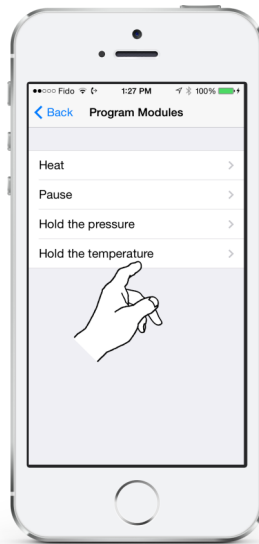 Fido 1:27 PM 100%
Back Program Modules
Heat
Pause
Hold the pressure
Hold the temperature